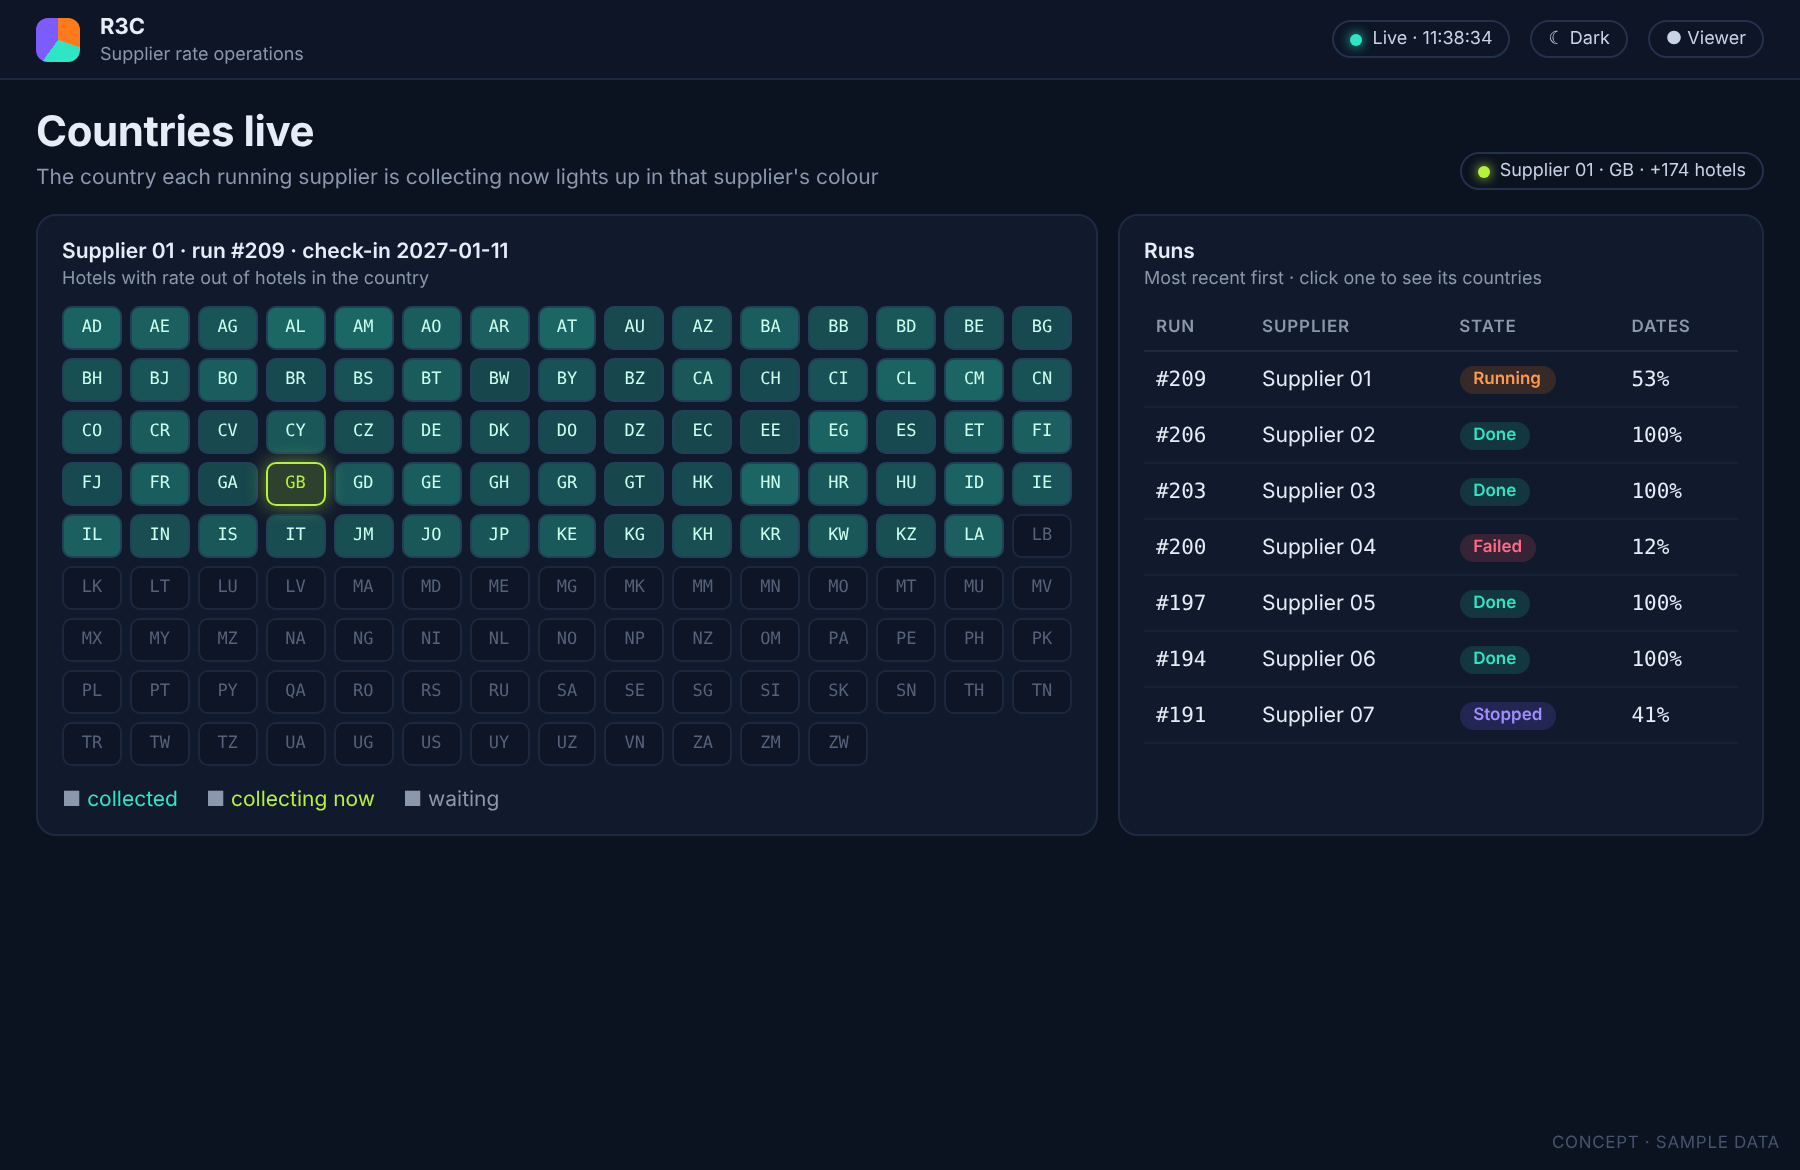 R3C
Supplier rate operations
Live · 11:38:34
☾ Dark
● Viewer
Countries live
The country each running supplier is collecting now lights up in that supplier's colour
Supplier 01 · GB · +174 hotels
Supplier 01 · run #209 · check-in 2027-01-11
Hotels with rate out of hotels in the country
AD AE AG AL AM AO AR AT AU AZ BA BB BD BE BG
BH BJ BO BR BS BT BW BY BZ CA CH CI CL CM CN
CO CR CV CY CZ DE DK DO DZ EC EE EG ES ET FI
FJ FR GA GB GD GE GH GR GT HK HN HR HU ID IE
IL IN IS IT JM JO JP KE KG KH KR KW KZ LA LB
LK LT LU LV MA MD ME MG MK MM MN MO MT MU MV
MX MY MZ NA NG NI NL NO NP NZ OM PA PE PH PK
PL PT PY QA RO RS RU SA SE SG SI SK SN TH TN
TR TW TZ UA UG US UY UZ VN ZA ZM ZW
■ collected ■ collecting now ■ waiting
Runs
Most recent first · click one to see its countries
RUN SUPPLIER STATE DATES
#209 Supplier 01 Running 53%
#206 Supplier 02 Done 100%
#203 Supplier 03 Done 100%
#200 Supplier 04 Failed 12%
#197 Supplier 05 Done 100%
#194 Supplier 06 Done 100%
#191 Supplier 07 Stopped 41%
CONCEPT · SAMPLE DATA